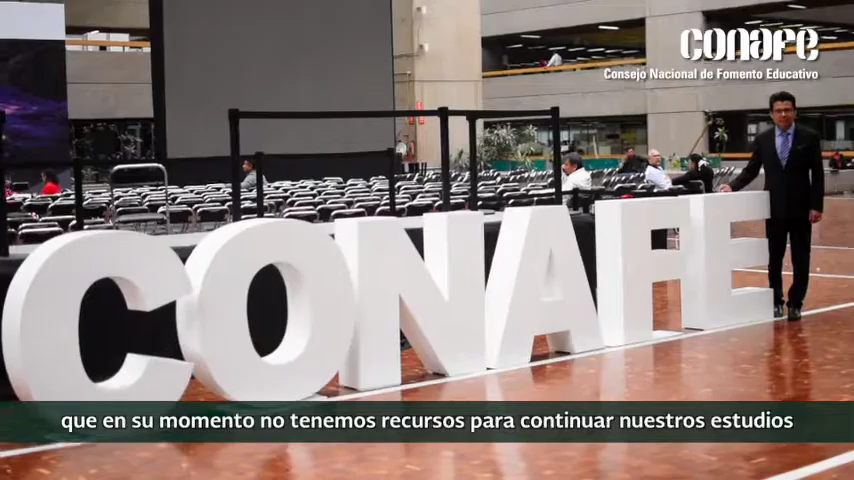 conafe
Consejo Nacional de Fomento Educativo
CONAFE
que en su momento no tenemos recursos para continuar nuestros estudios